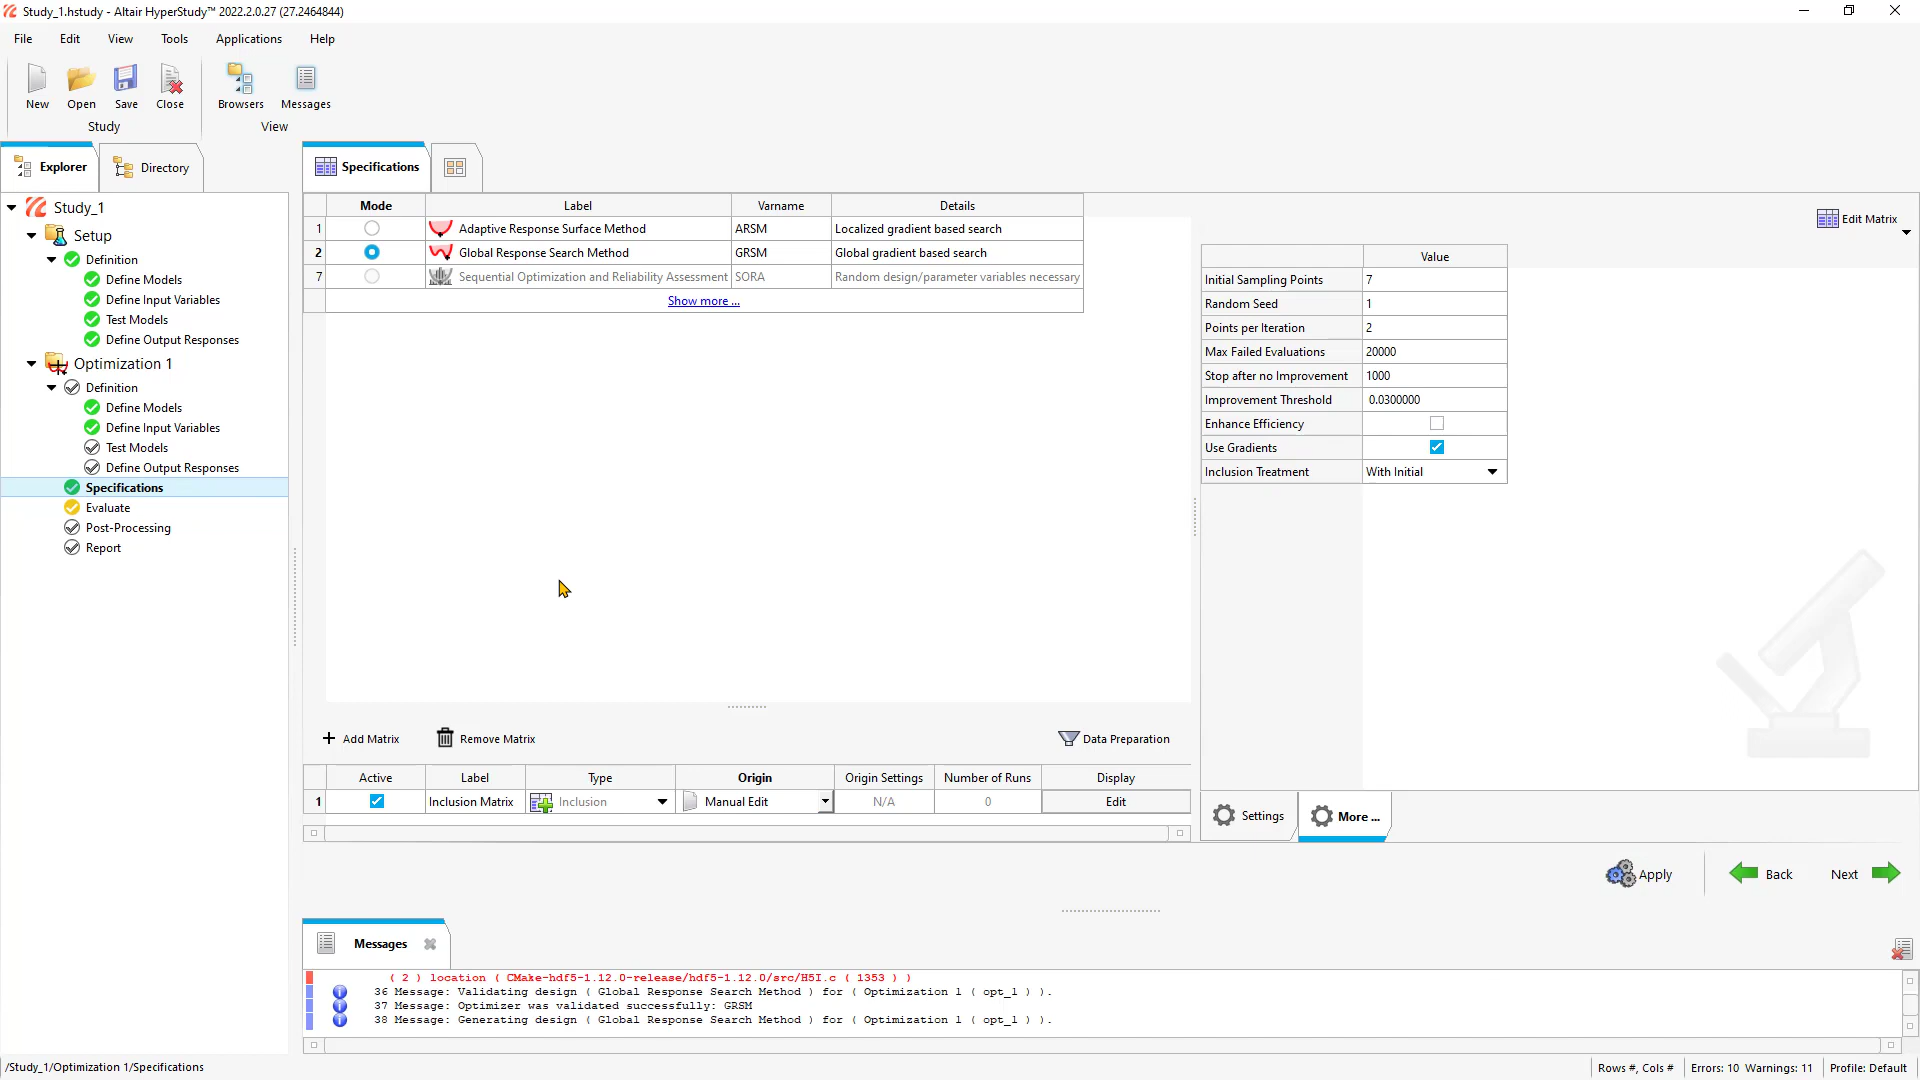 Study_1.hstudy - Altair HyperStudy™ 2022.2.0.27 (27.2464844)
File Edit View Tools Applications Help
New Open Save Close Browsers Messages
Study View
Explorer Directory Specifications
Study_1
Setup
Definition
Define Models
Define Input Variables
Test Models
Define Output Responses
Optimization 1
Definition
Define Models
Define Input Variables
Test Models
Define Output Responses
Specifications
Evaluate
Post-Processing
Report
Mode Label Varname Details
1 Adaptive Response Surface Method ARSM Localized gradient based search
2 Global Response Search Method GRSM Global gradient based search
7 Sequential Optimization and Reliability Assessment SORA Random design/parameter variables necessary
Show more ...
Edit Matrix
Value
Initial Sampling Points 7
Random Seed 1
Points per Iteration 2
Max Failed Evaluations 20000
Stop after no Improvement 1000
Improvement Threshold 0.0300000
Enhance Efficiency
Use Gradients
Inclusion Treatment With Initial
Add Matrix Remove Matrix Data Preparation
Active Label Type Origin Origin Settings Number of Runs Display
1 Inclusion Matrix Inclusion Manual Edit N/A 0 Edit
Settings More ...
Apply Back Next
Messages
( 2 ) location ( CMake-hdf5-1.12.0-release/hdf5-1.12.0/src/H5I.c ( 1353 ) )
36 Message: Validating design ( Global Response Search Method ) for ( Optimization 1 ( opt_1 ) ).
37 Message: Optimizer was validated successfully: GRSM
38 Message: Generating design ( Global Response Search Method ) for ( Optimization 1 ( opt_1 ) ).
/Study_1/Optimization 1/Specifications
Rows #, Cols # Errors: 10 Warnings: 11 Profile: Default